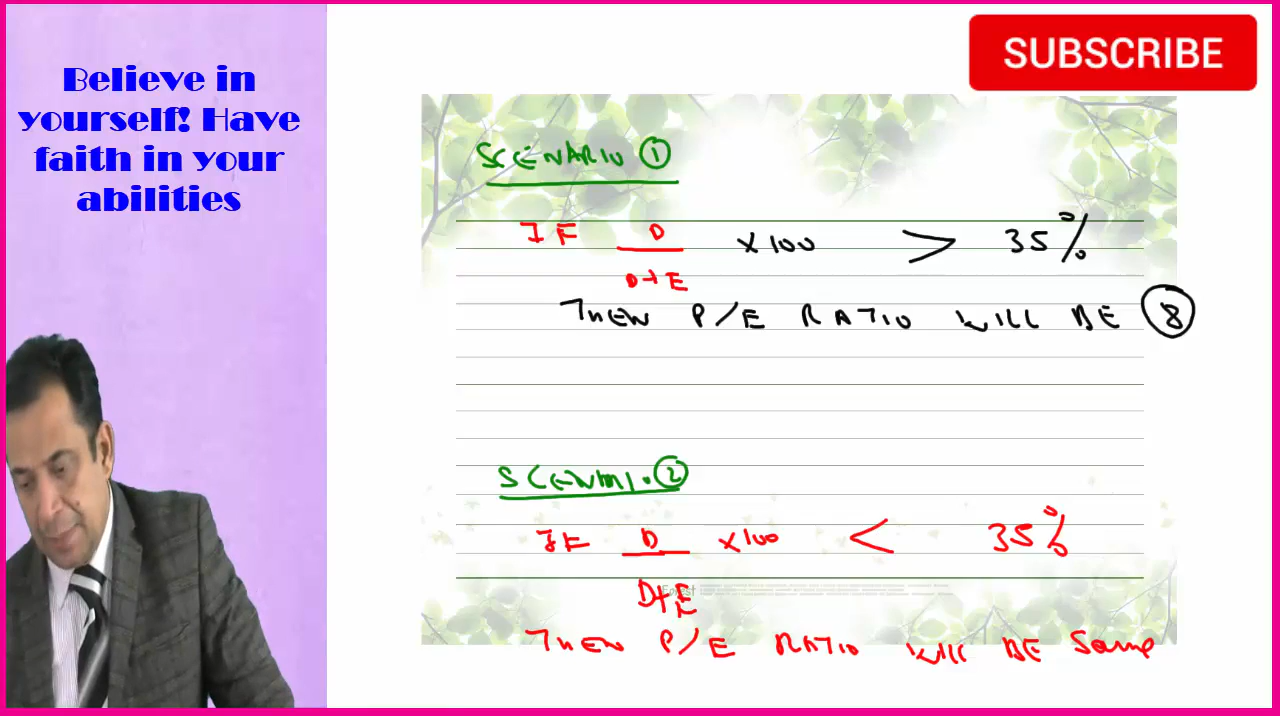 Believe in
yourself! Have
faith in your
abilities
SUBSCRIBE
SCENARIO 1
IF D / D+E × 100 > 35%
THEN P/E RATIO WILL BE 8
2
IF D / D+E × 100 < 35%
Forest
THEN P/E RATIO WILL BE Same